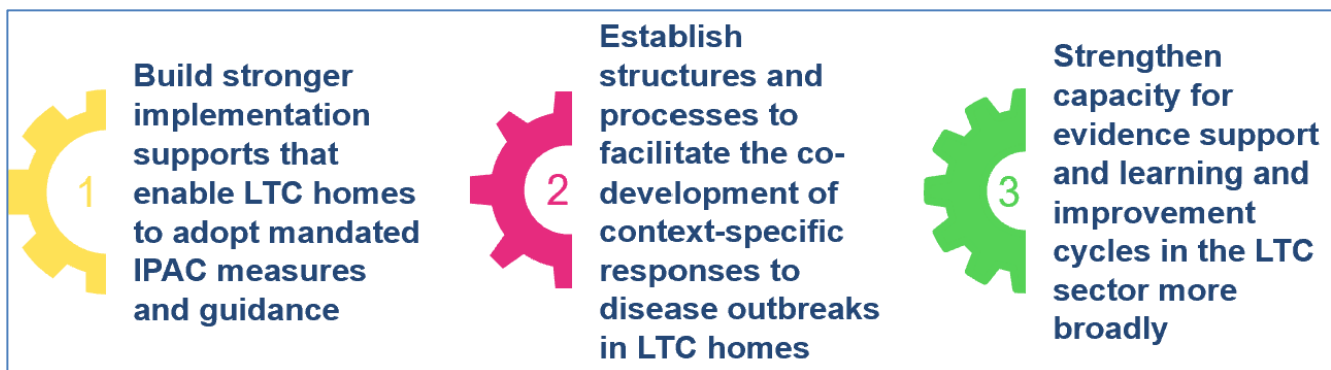 1
Build stronger
implementation
supports that
enable LTC homes
to adopt mandated
IPAC measures
and guidance
2
Establish
structures and
processes to
facilitate the co-
development of
context-specific
responses to
disease outbreaks
in LTC homes
3
Strengthen
capacity for
evidence support
and learning and
improvement
cycles in the LTC
sector more
broadly